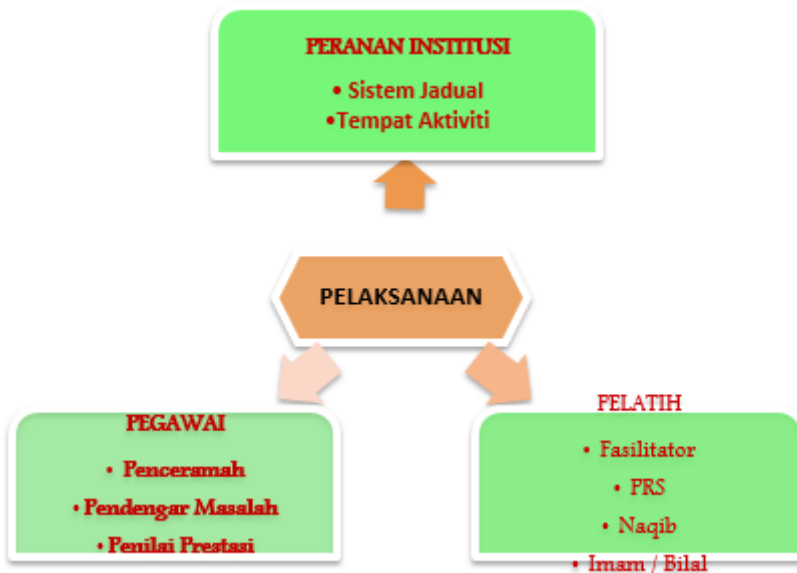 PERANAN INSTITUSI
• Sistem Jadual
•Tempat Aktiviti
PELAKSANAAN
PEGAWAI
• Penceramah
• Pendengar Masalah
• Penilai Prestasi
PELATIH
• Fasilitator
• PRS
• Naqib
• Imam / Bilal